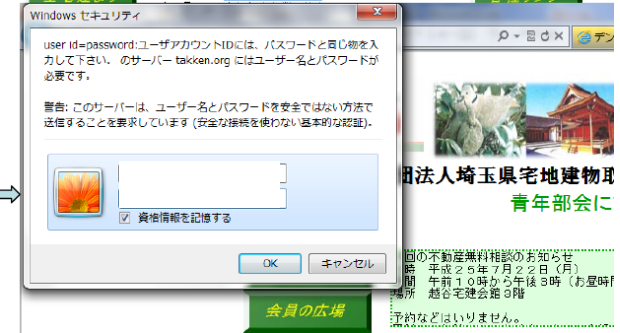 Windows セキュリティ
user id=password:ユーザアカウントIDには、パスワードと同じ物を入
力して下さい。 のサーバー takken.org にはユーザー名とパスワードが
必要です。
警告: このサーバーは、ユーザー名とパスワードを安全ではない方法で
送信することを要求しています (安全な接続を使わない基本的な認証)。
資格情報を記憶する
OK
キャンセル
デン
団法人埼玉県宅地建物取
青年部会に
回の不動産無料相談のお知らせ
時 平成25年7月22日（月）
間 午前10時から午後3時（お昼時
場所 越谷宅建会館3階
予約などはいりません。
会員の広場